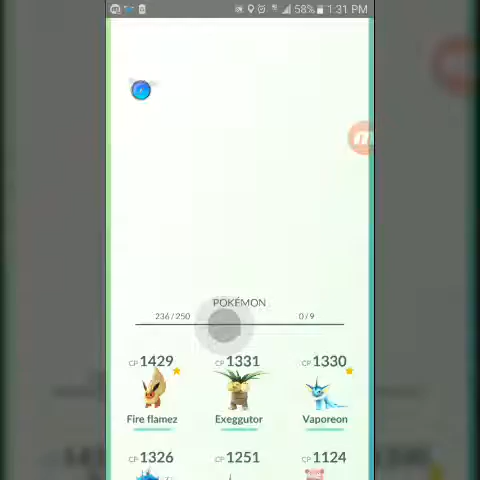 58% 1:31 PM
POKÉMON
236 / 250 0 / 9
CP 1429 CP 1331 CP 1330
Fire flamez Exeggutor Vaporeon
CP 1326 CP 1251 CP 1124